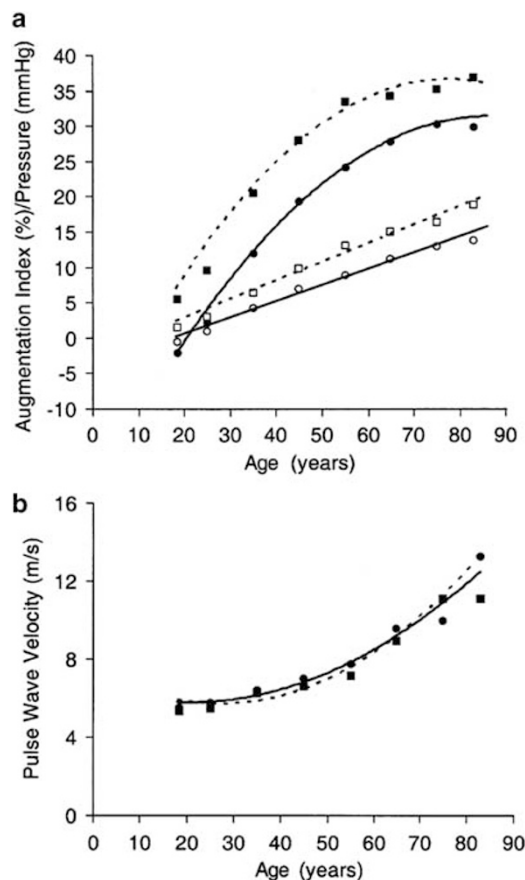 a
Augmentation Index (%)/Pressure (mmHg)
40
35
30
25
20
15
10
5
0
-5
-10
0 10 20 30 40 50 60 70 80 90
Age (years)
b
Pulse Wave Velocity (m/s)
16
12
8
4
0
0 10 20 30 40 50 60 70 80 90
Age (years)